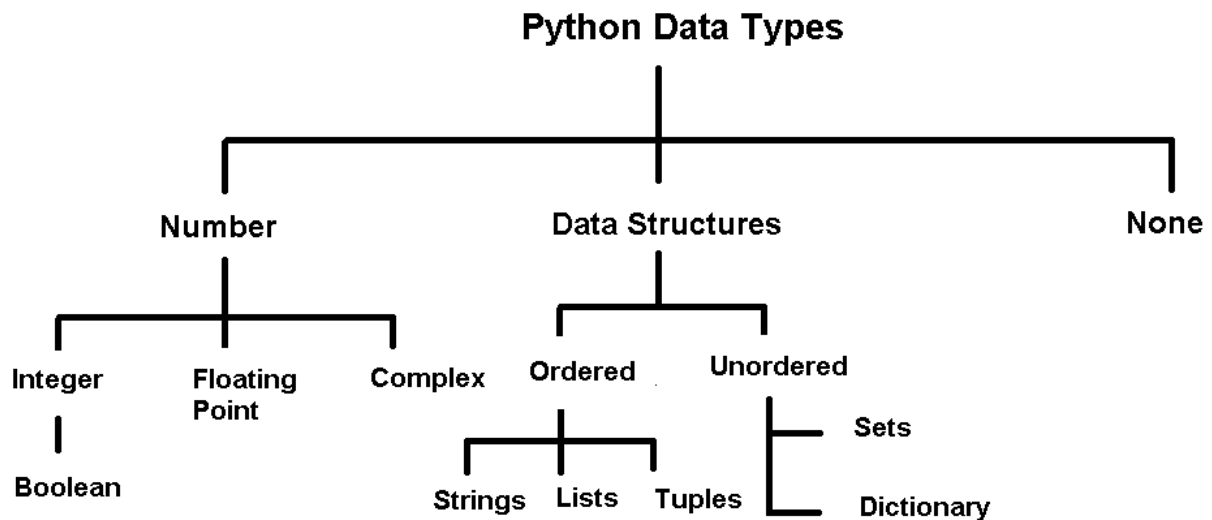 Python Data Types
Number
Data Structures
None
Integer
Floating
Point
Complex
Ordered
Unordered
Boolean
Strings
Lists
Tuples
Sets
Dictionary